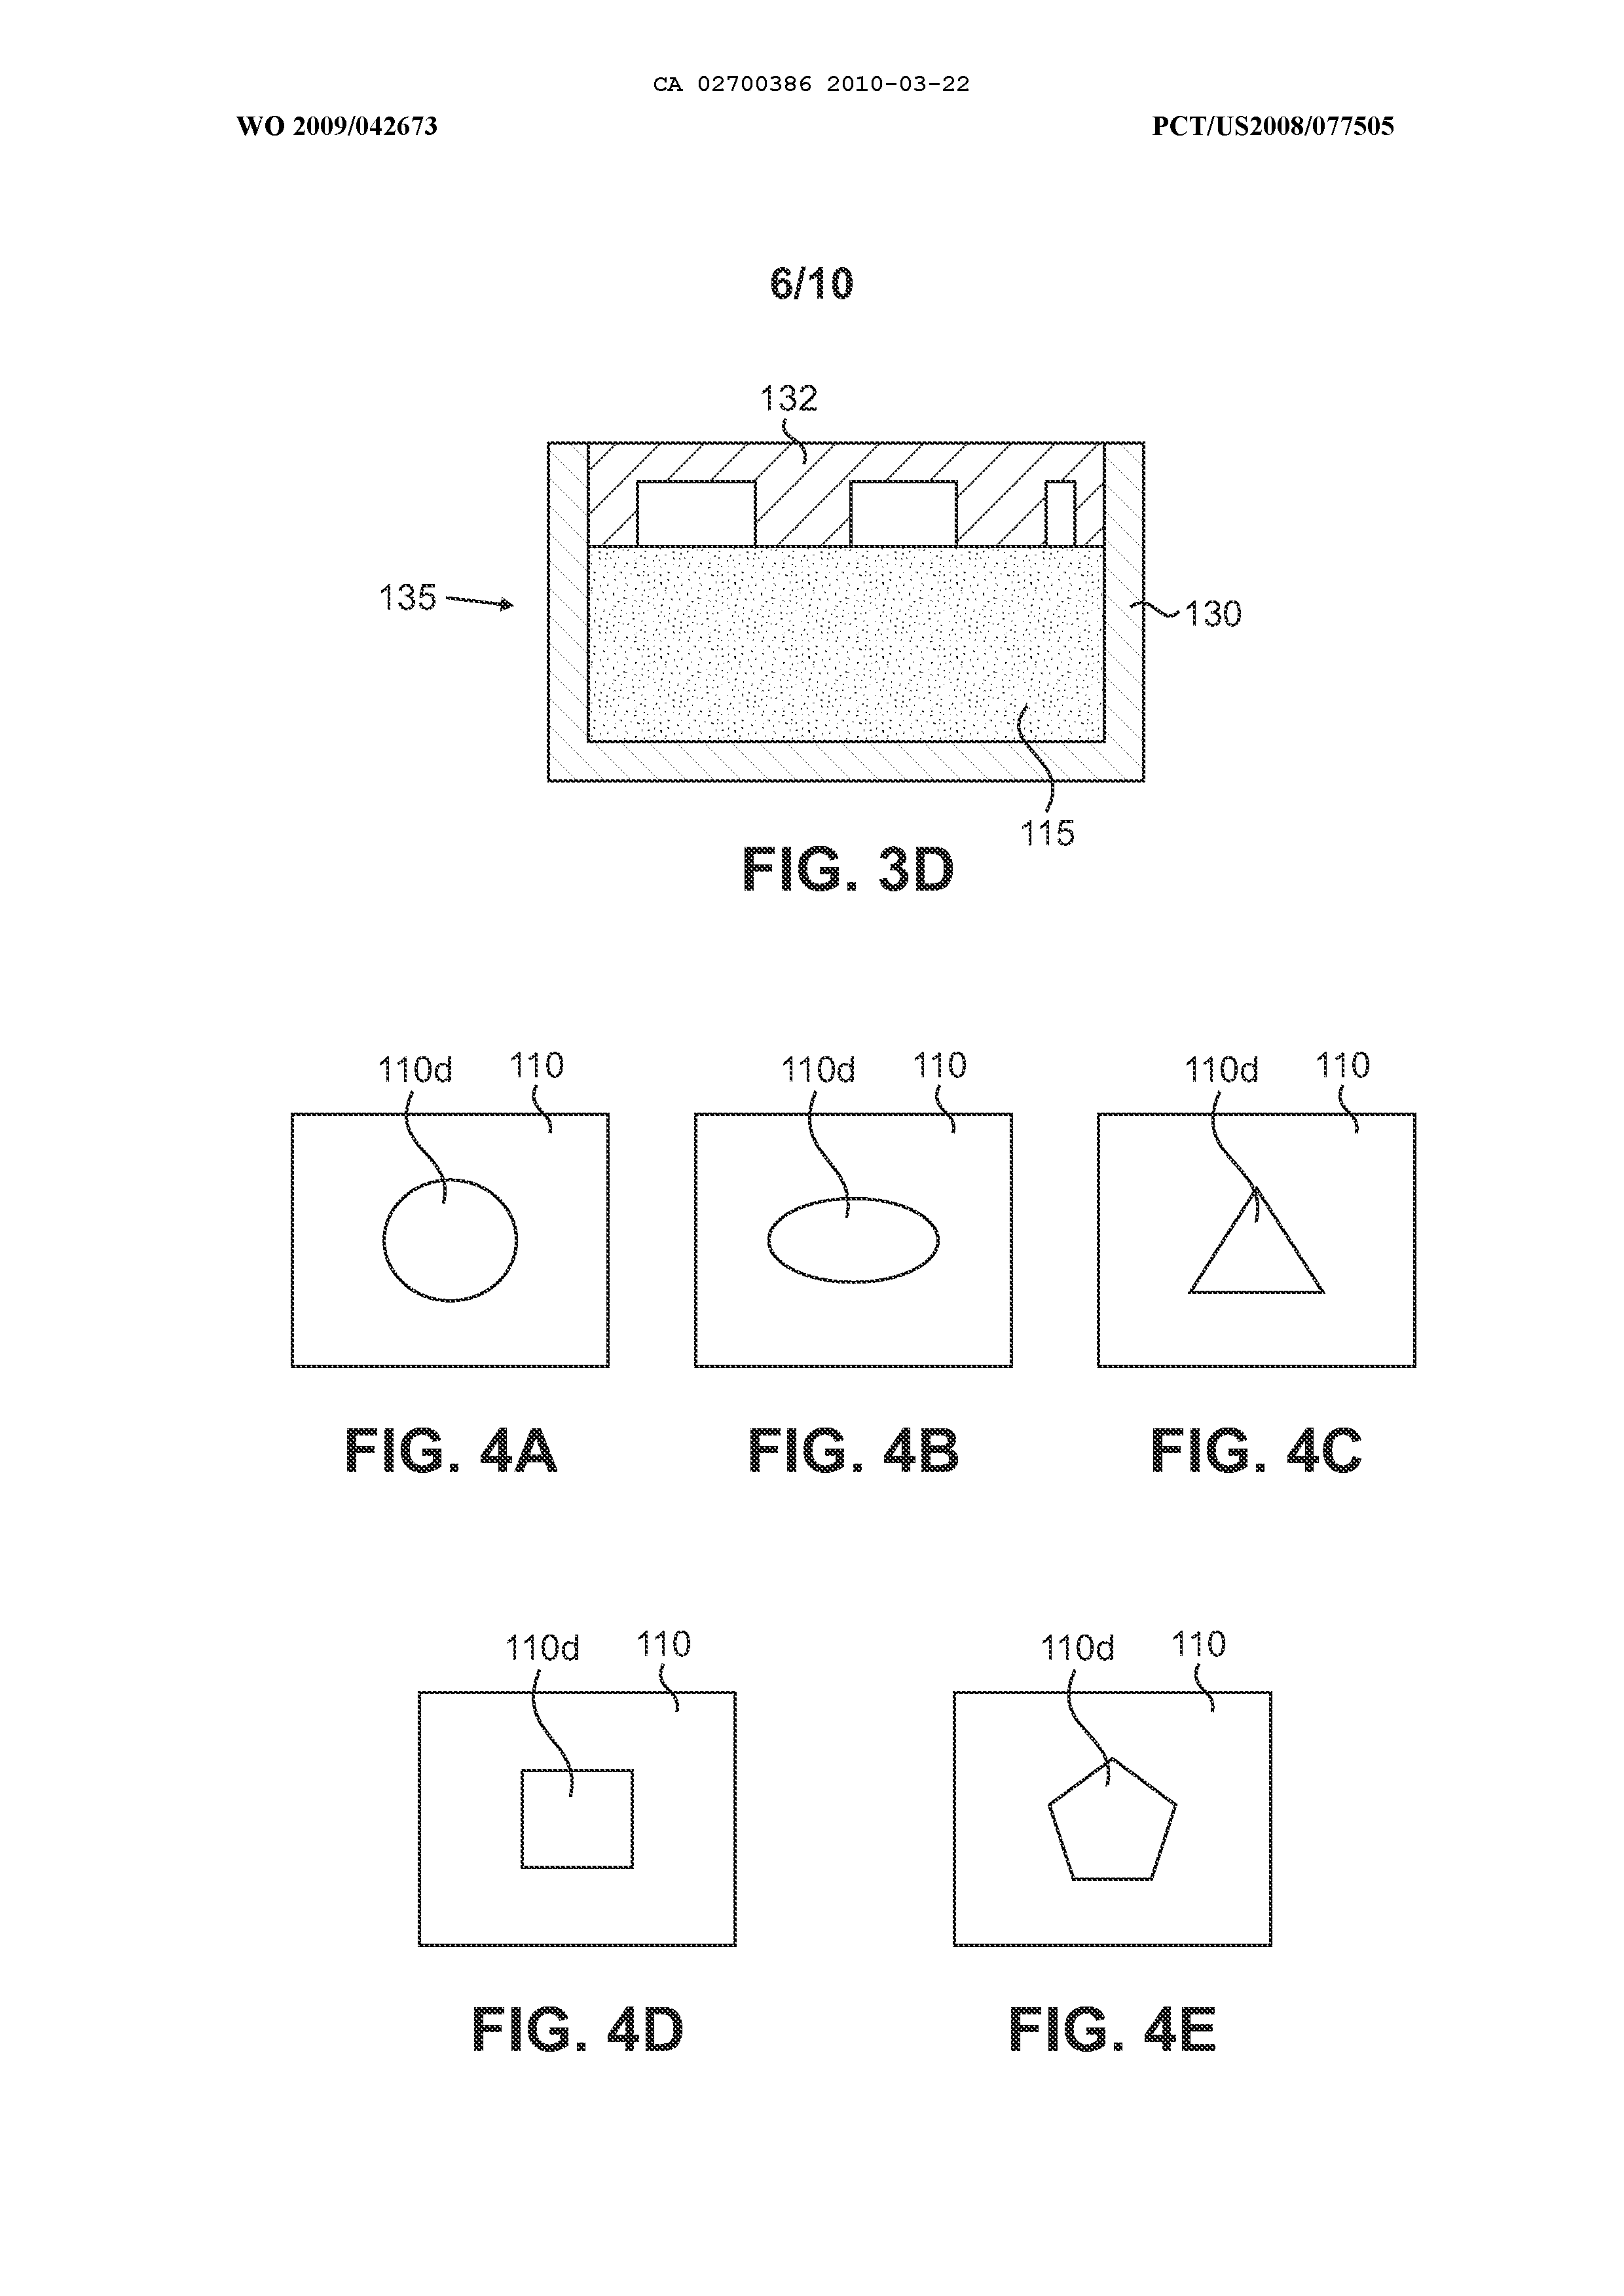 CA 02700386 2010-03-22
WO 2009/042673
PCT/US2008/077505
6/10
132
135
130
115
FIG. 3D
110d
110
110d
110
110d
110
FIG. 4A
FIG. 4B
FIG. 4C
110d
110
110d
110
FIG. 4D
FIG. 4E